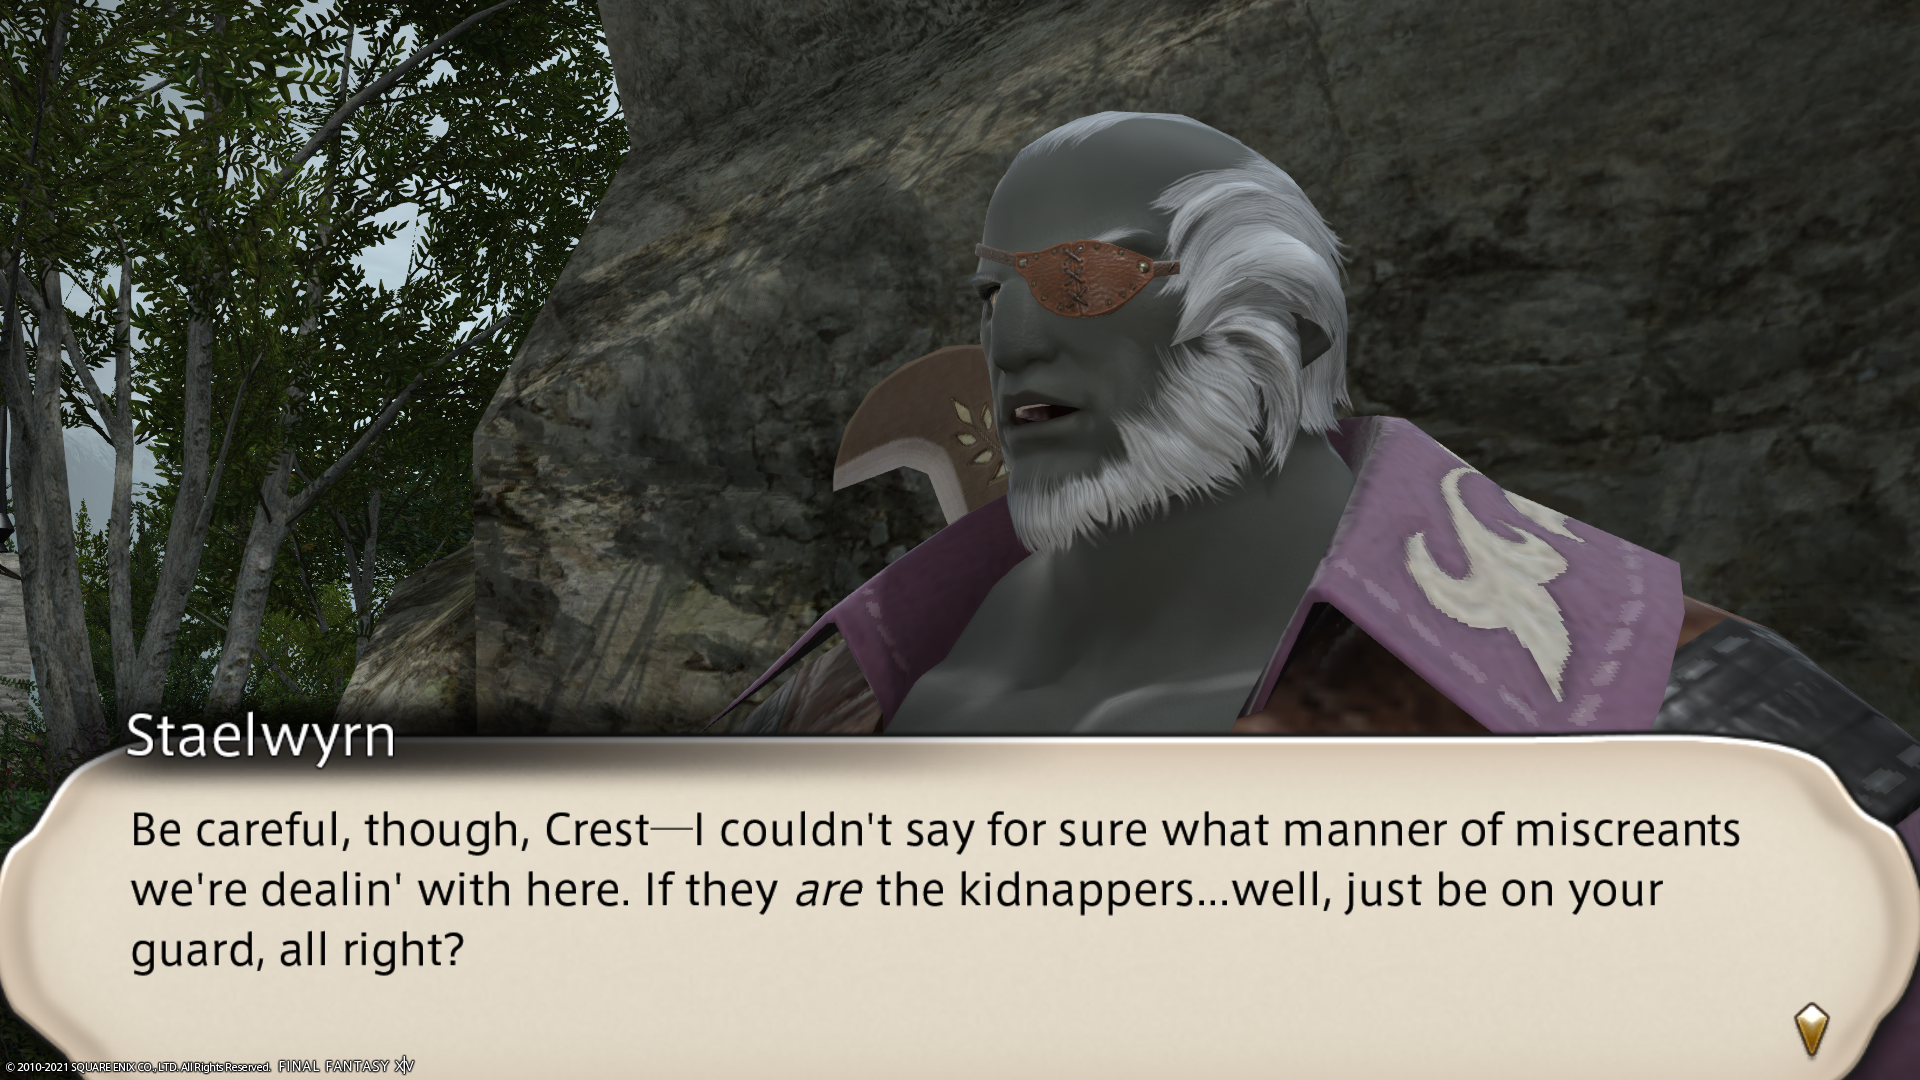 Staelwyrn
Be careful, though, Crest—I couldn't say for sure what manner of miscreants
we're dealin' with here. If they are the kidnappers...well, just be on your
guard, all right?
© 2010-2021 SQUARE ENIX CO., LTD. All Rights Reserved. FINAL FANTASY XIV